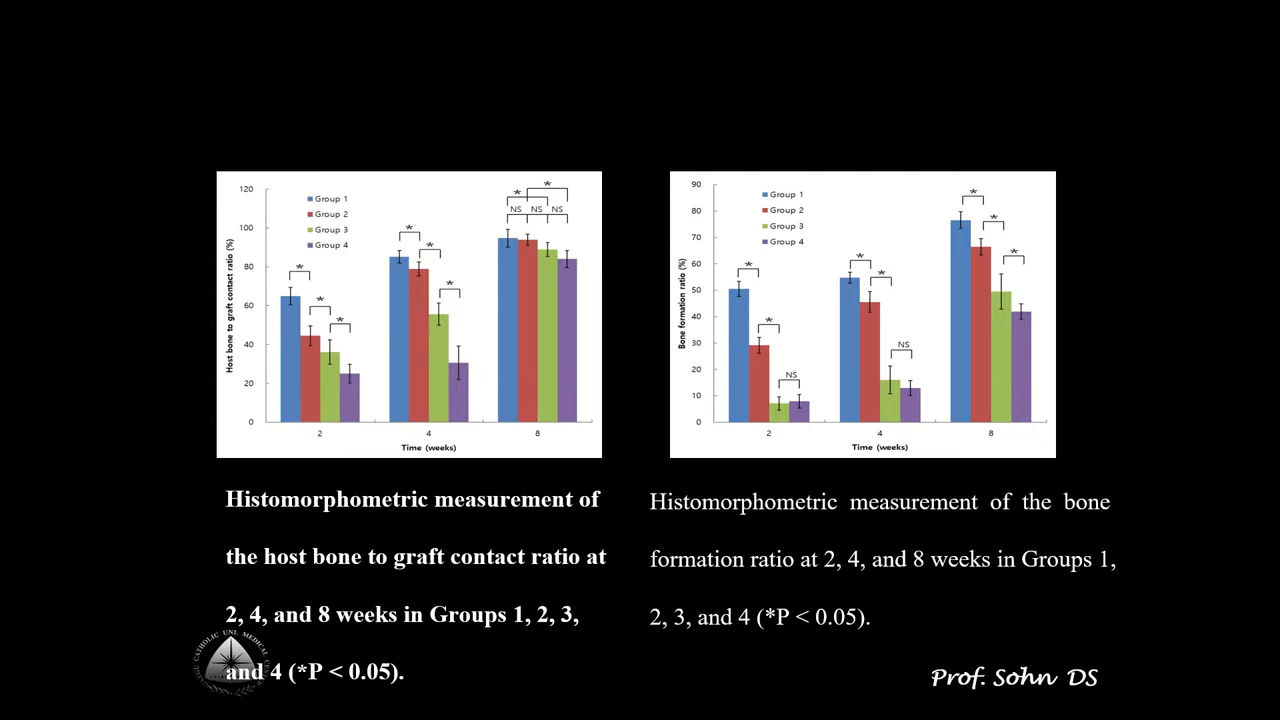 120
100
80
60
40
20
0
Host bone to graft contact ratio (%)
Group 1
Group 2
Group 3
Group 4
*
*
*
*
*
*
*
*
NS NS NS
2 4 8
Time (weeks)
90
80
70
60
50
40
30
20
10
0
Bone formation ratio (%)
Group 1
Group 2
Group 3
Group 4
*
*
NS
*
*
NS
*
*
*
2 4 8
Time (weeks)
Histomorphometric measurement of
the host bone to graft contact ratio at
2, 4, and 8 weeks in Groups 1, 2, 3,
and 4 (*P < 0.05).
Histomorphometric measurement of the bone
formation ratio at 2, 4, and 8 weeks in Groups 1,
2, 3, and 4 (*P < 0.05).
CATHOLIC UNI. MEDICAL
Prof. Sohn DS